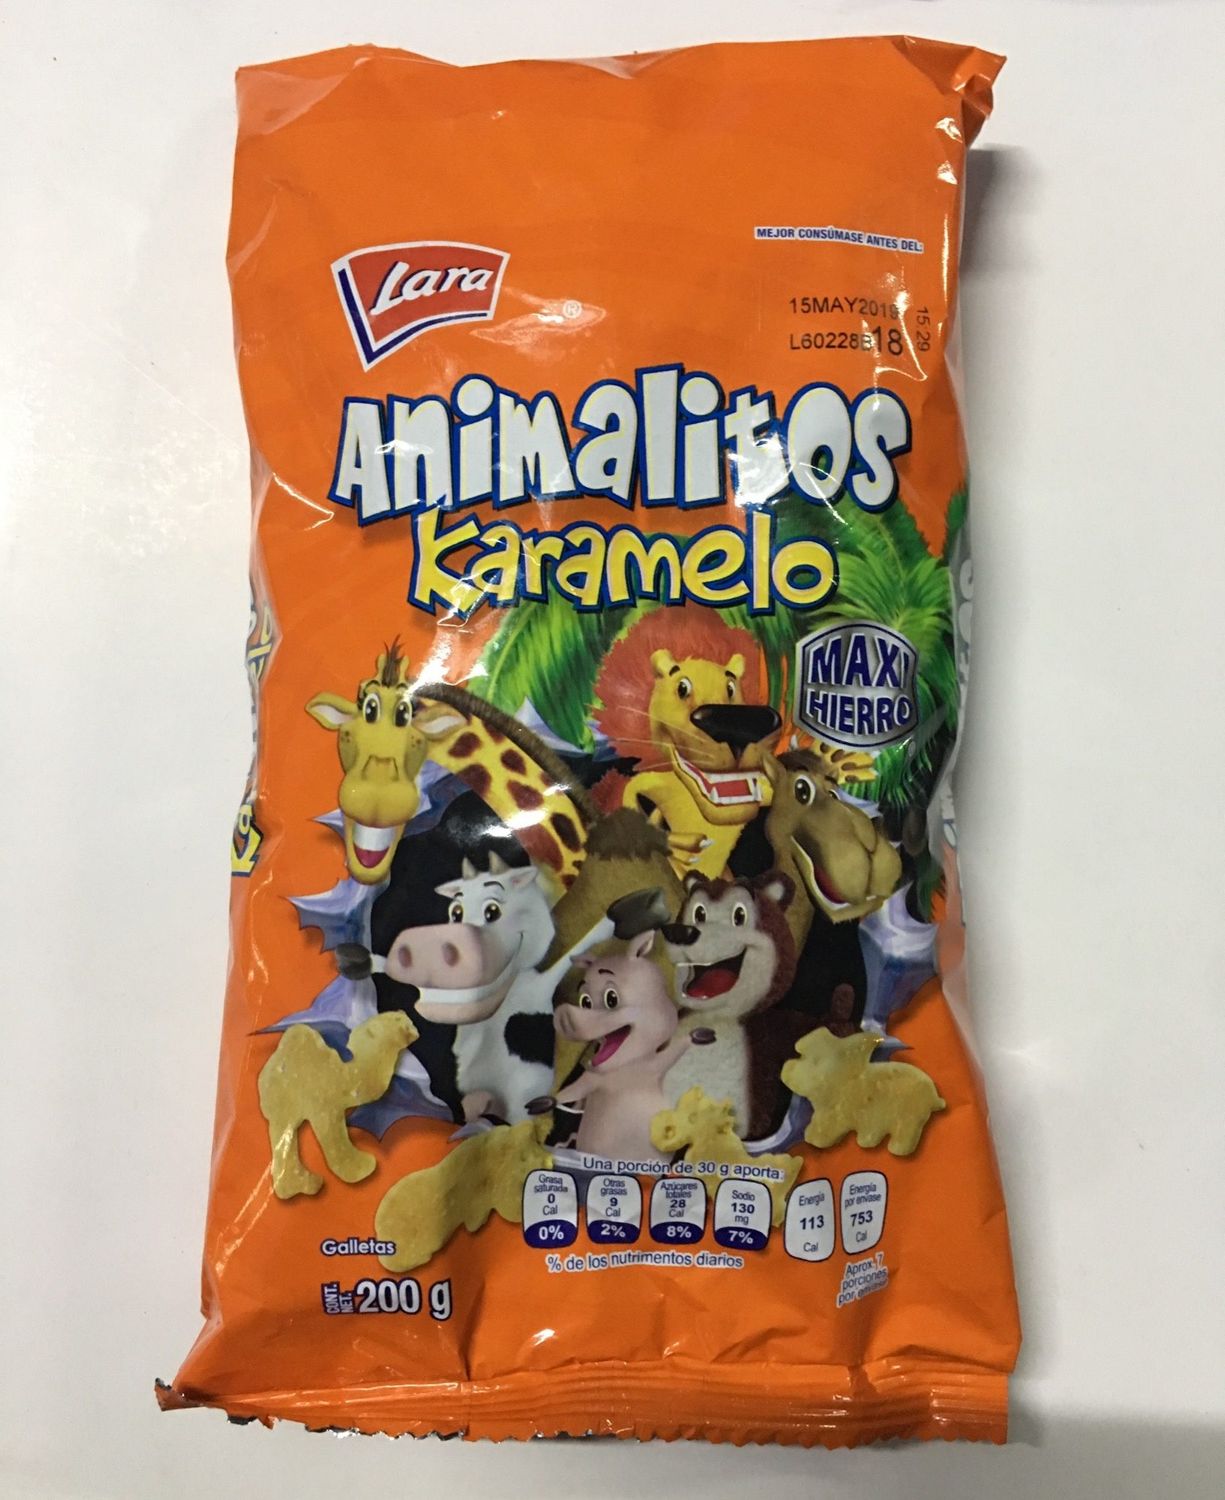 Lara
®
MEJOR CONSÚMASE ANTES DEL:
15MAY2019
15:29
L60228B18
Animalitos
Karamelo
MAXI
HIERRO
Una porción de 30 g aporta:
Grasa saturada 0 Cal 0%
Otras grasas 9 Cal 2%
Azúcares totales 28 Cal 8%
Sodio 130 mg 7%
Energía 113 Cal
Energía por envase 753 Cal
% de los nutrimentos diarios
Aprox. 7
porciones
por envase
Galletas
CONT. NET. 200 g